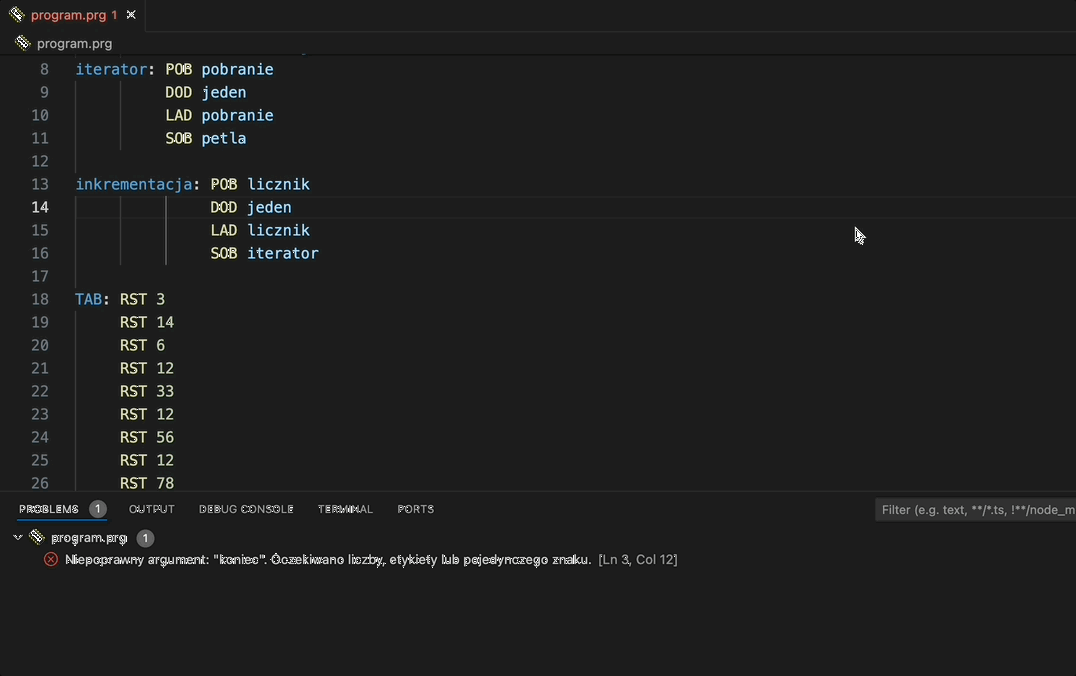 program.prg 1
program.prg
8 iterator: POB pobranie
9 DOD jeden
10 LAD pobranie
11 SOB petla
12
13 inkrementacja: POB licznik
14 DOD jeden
15 LAD licznik
16 SOB iterator
17
18 TAB: RST 3
19 RST 14
20 RST 6
21 RST 12
22 RST 33
23 RST 12
24 RST 56
25 RST 12
26 RST 78
PROBLEMS 1 OUTPUT DEBUG CONSOLE TERMINAL PORTS Filter (e.g. text, **/*.ts, !**/node_m
program.prg 1
Niepoprawny argument: "koniec". Oczekiwano liczby, etykiety lub pojedynczego znaku. [Ln 3, Col 12]